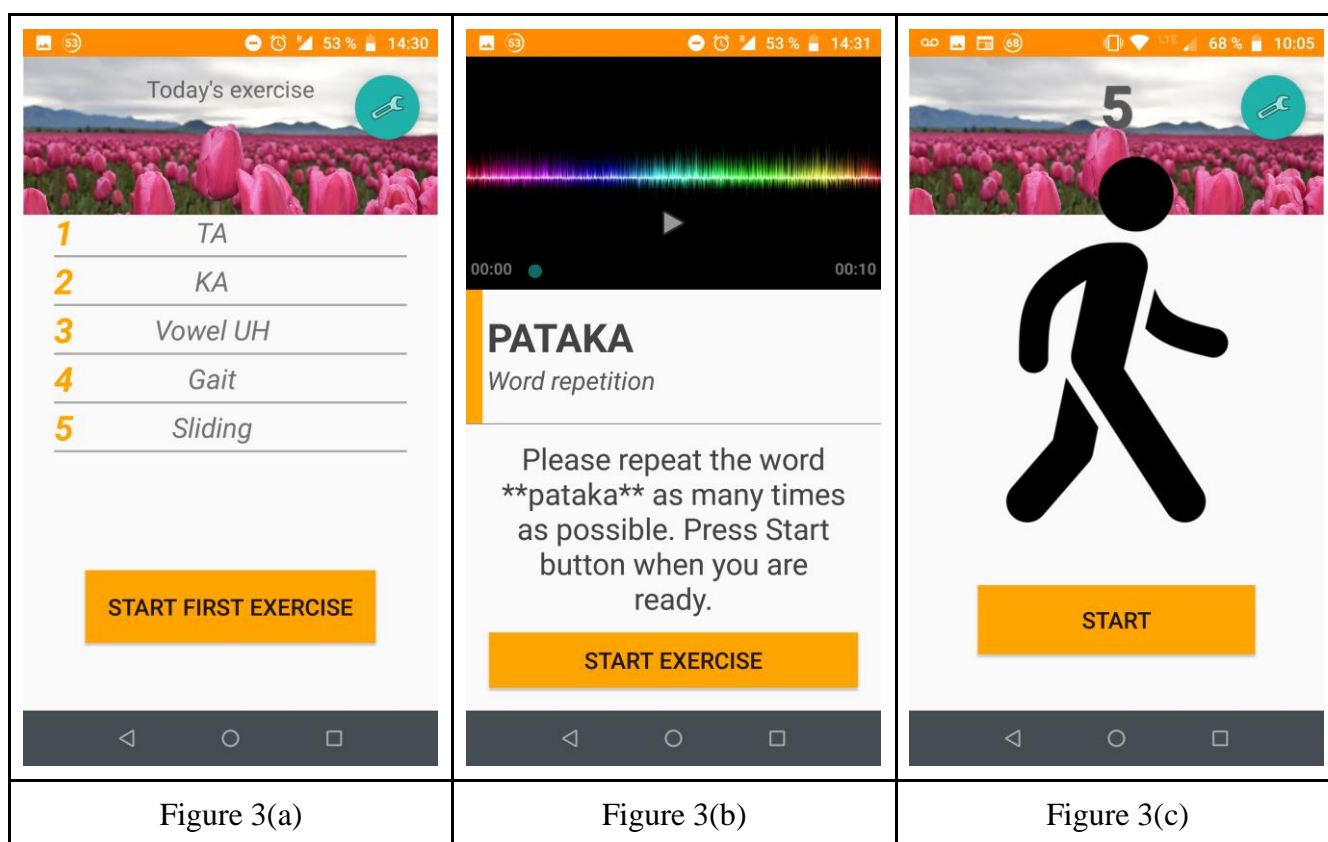 53 R 53 % 14:30
Today's exercise
1 TA
2 KA
3 Vowel UH
4 Gait
5 Sliding
START FIRST EXERCISE
Figure 3(a)
53 R 53 % 14:31
00:00 00:10
PATAKA
Word repetition
Please repeat the word
**pataka** as many times
as possible. Press Start
button when you are
ready.
START EXERCISE
Figure 3(b)
68 LTE 68 % 10:05
5
START
Figure 3(c)